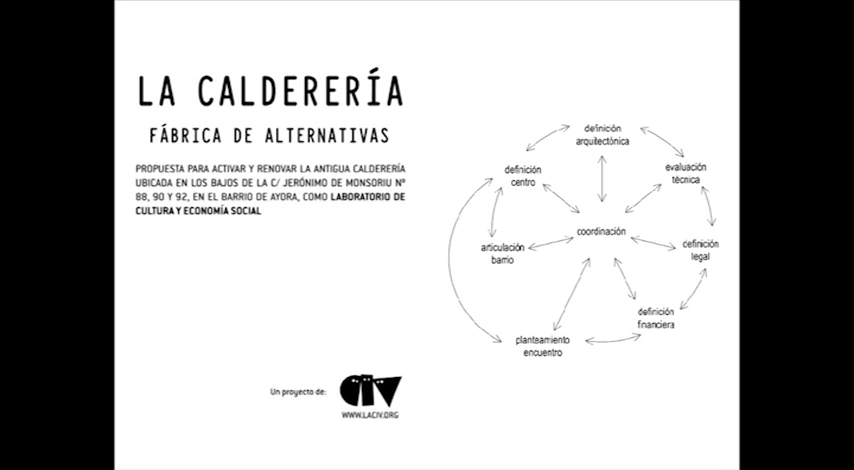 LA CALDERERÍA
FÁBRICA DE ALTERNATIVAS
PROPUESTA PARA ACTIVAR Y RENOVAR LA ANTIGUA CALDERERÍA
UBICADA EN LOS BAJOS DE LA C/ JERÓNIMO DE MONSORIU Nº
88, 90 Y 92, EN EL BARRIO DE AYORA, COMO LABORATORIO DE
CULTURA Y ECONOMÍA SOCIAL
Un proyecto de:
CIV
WWW.LACIV.ORG
definición
arquitectónica
definición
centro
evaluación
técnica
coordinación
articulación
barrio
definición
legal
definición
financiera
planteamiento
encuentro